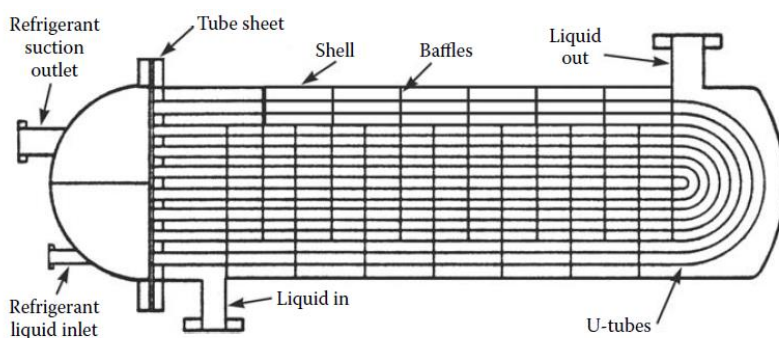 Refrigerant
suction
outlet
Tube sheet
Shell
Baffles
Liquid
out
Refrigerant
liquid inlet
Liquid in
U-tubes